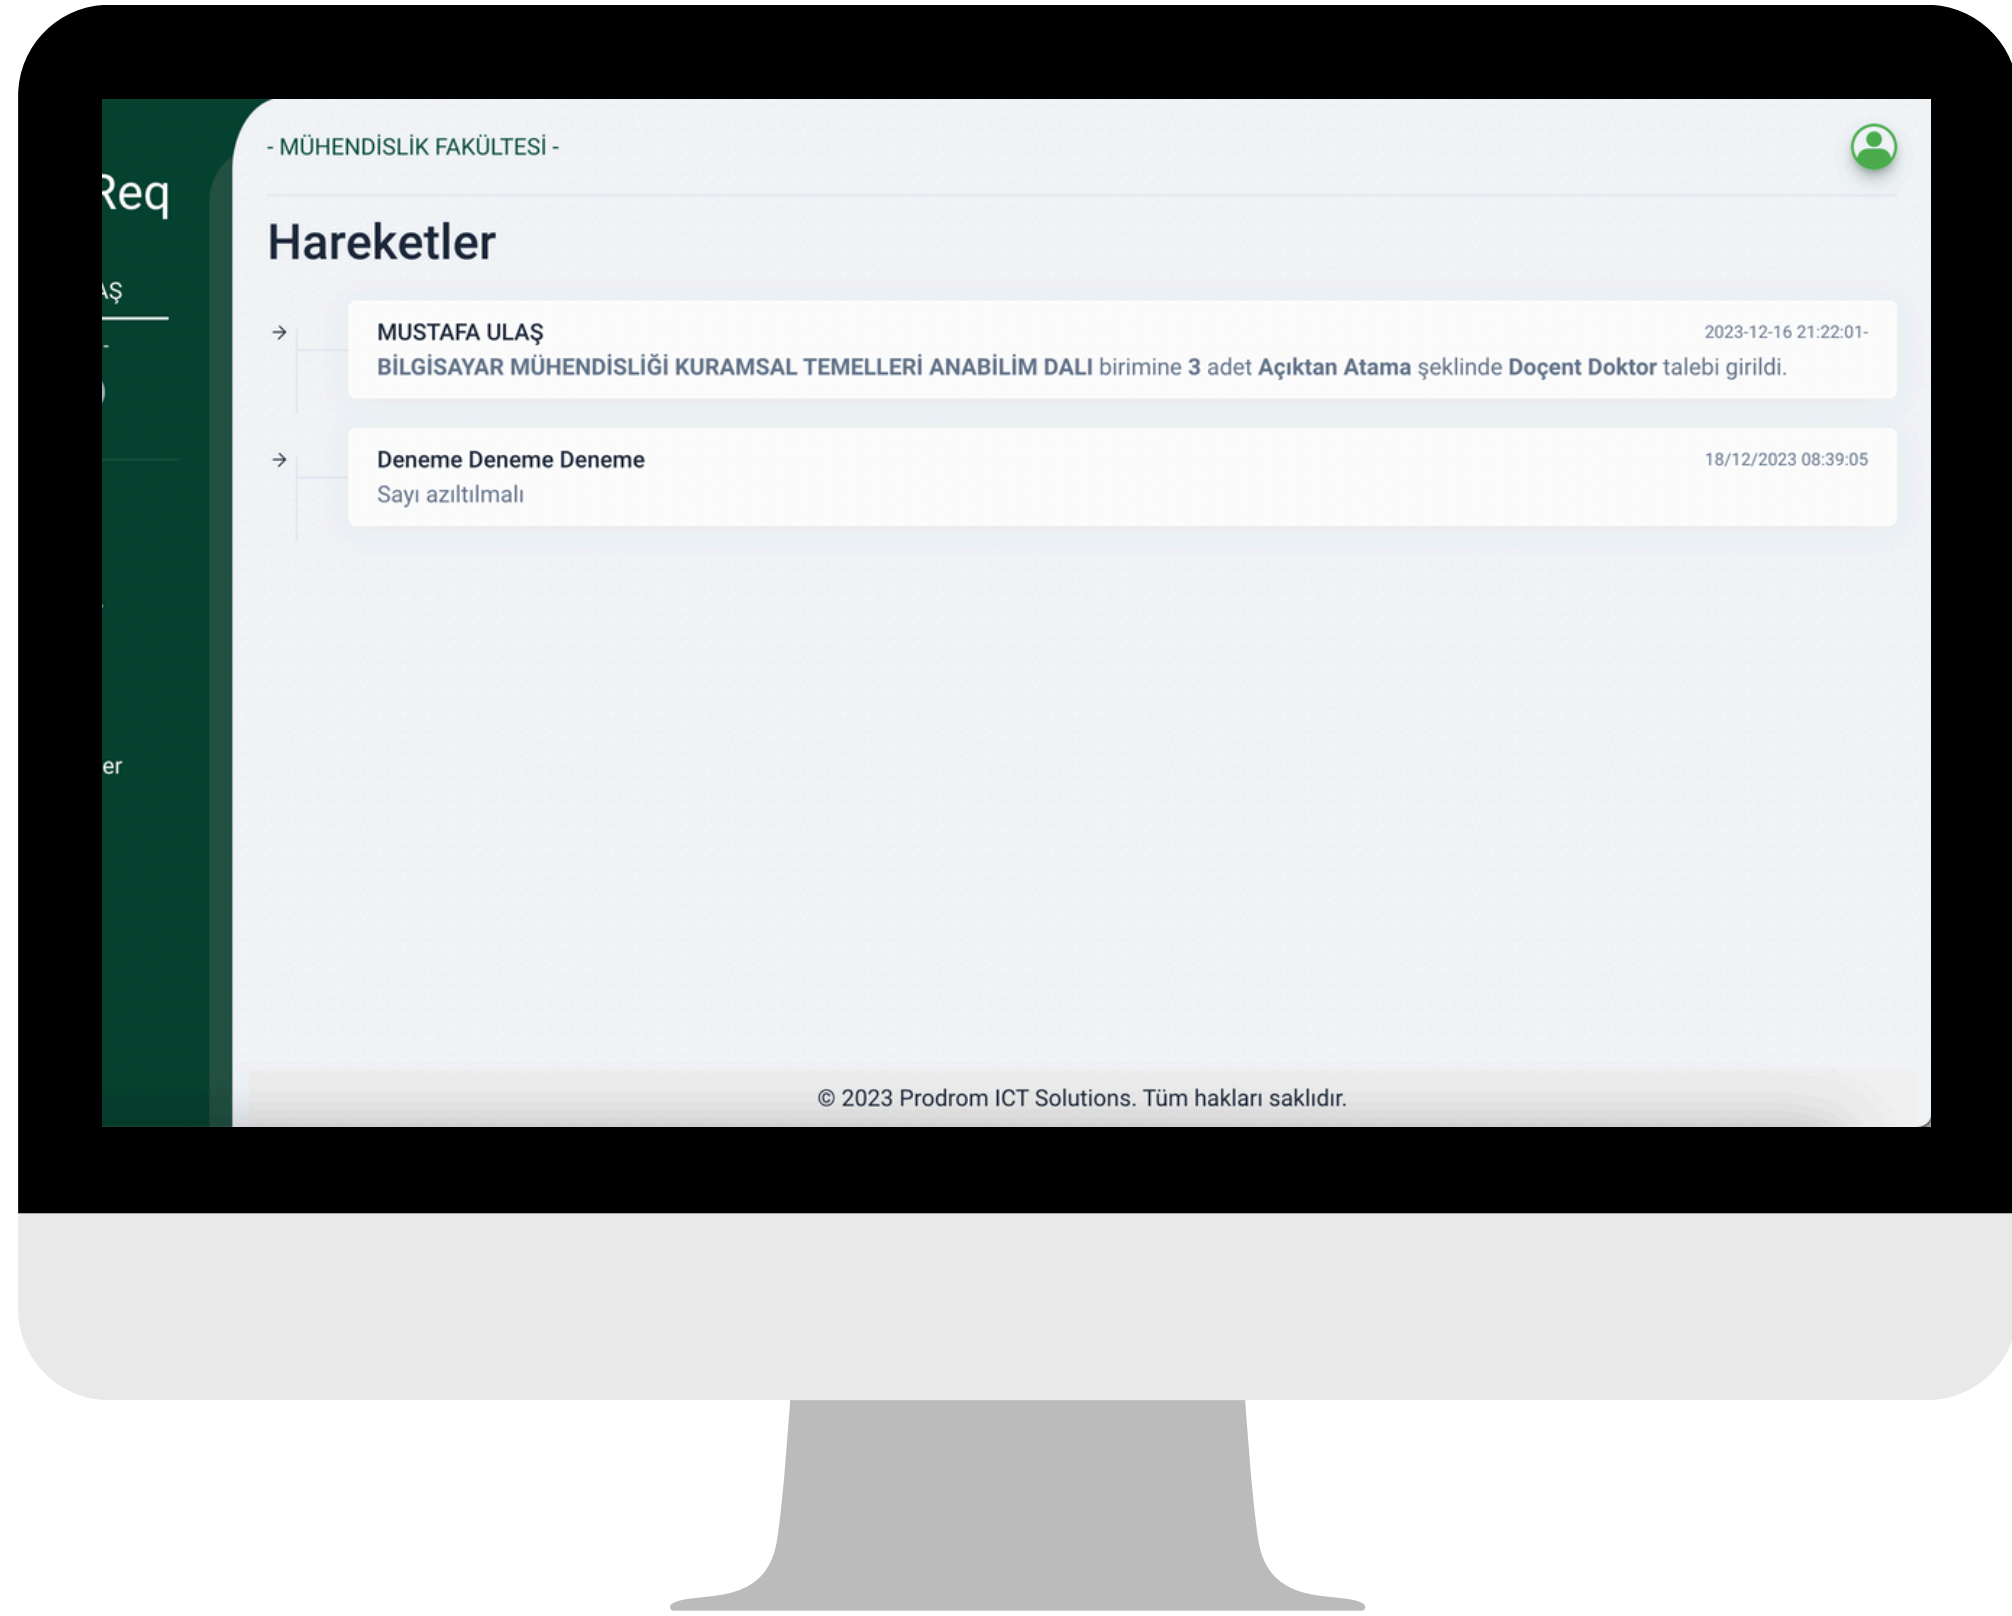 Req
- MÜHENDİSLİK FAKÜLTESİ -
Hareketler
MUSTAFA ULAŞ
2023-12-16 21:22:01-
BİLGİSAYAR MÜHENDİSLİĞİ KURAMSAL TEMELLERİ ANABİLİM DALI birimine 3 adet Açıktan Atama şeklinde Doçent Doktor talebi girildi.
Deneme Deneme Deneme
18/12/2023 08:39:05
Sayı azıltılmalı
er
© 2023 Prodrom ICT Solutions. Tüm hakları saklıdır.